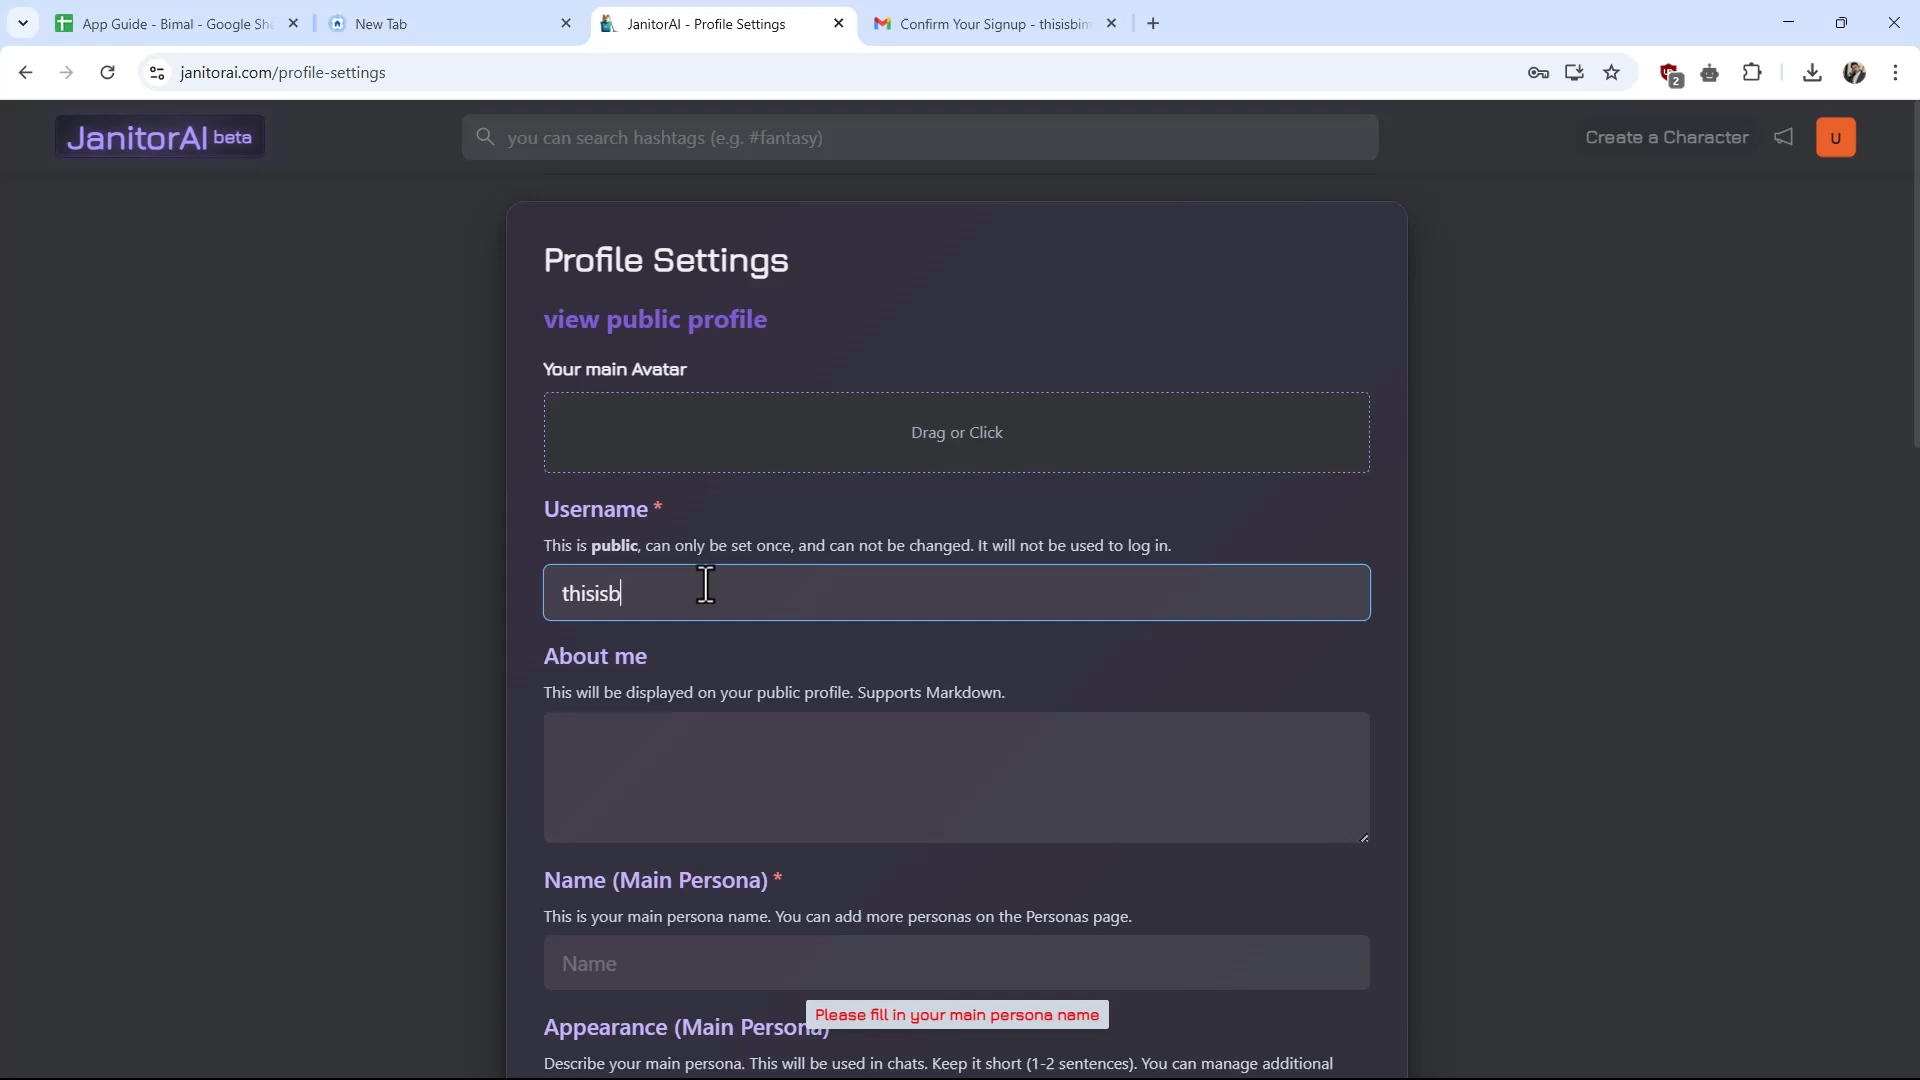 App Guide - Bimal - Google She
New Tab
JanitorAI - Profile Settings
Confirm Your Signup - thisisbim
janitorai.com/profile-settings
2
JanitorAI beta
you can search hashtags (e.g. #fantasy)
Create a Character
U
Profile Settings
view public profile
Your main Avatar
Drag or Click
Username *
This is public, can only be set once, and can not be changed. It will not be used to log in.
thisisb
About me
This will be displayed on your public profile. Supports Markdown.
Name (Main Persona) *
This is your main persona name. You can add more personas on the Personas page.
Name
Please fill in your main persona name
Appearance (Main Persona)
Describe your main persona. This will be used in chats. Keep it short (1-2 sentences). You can manage additional